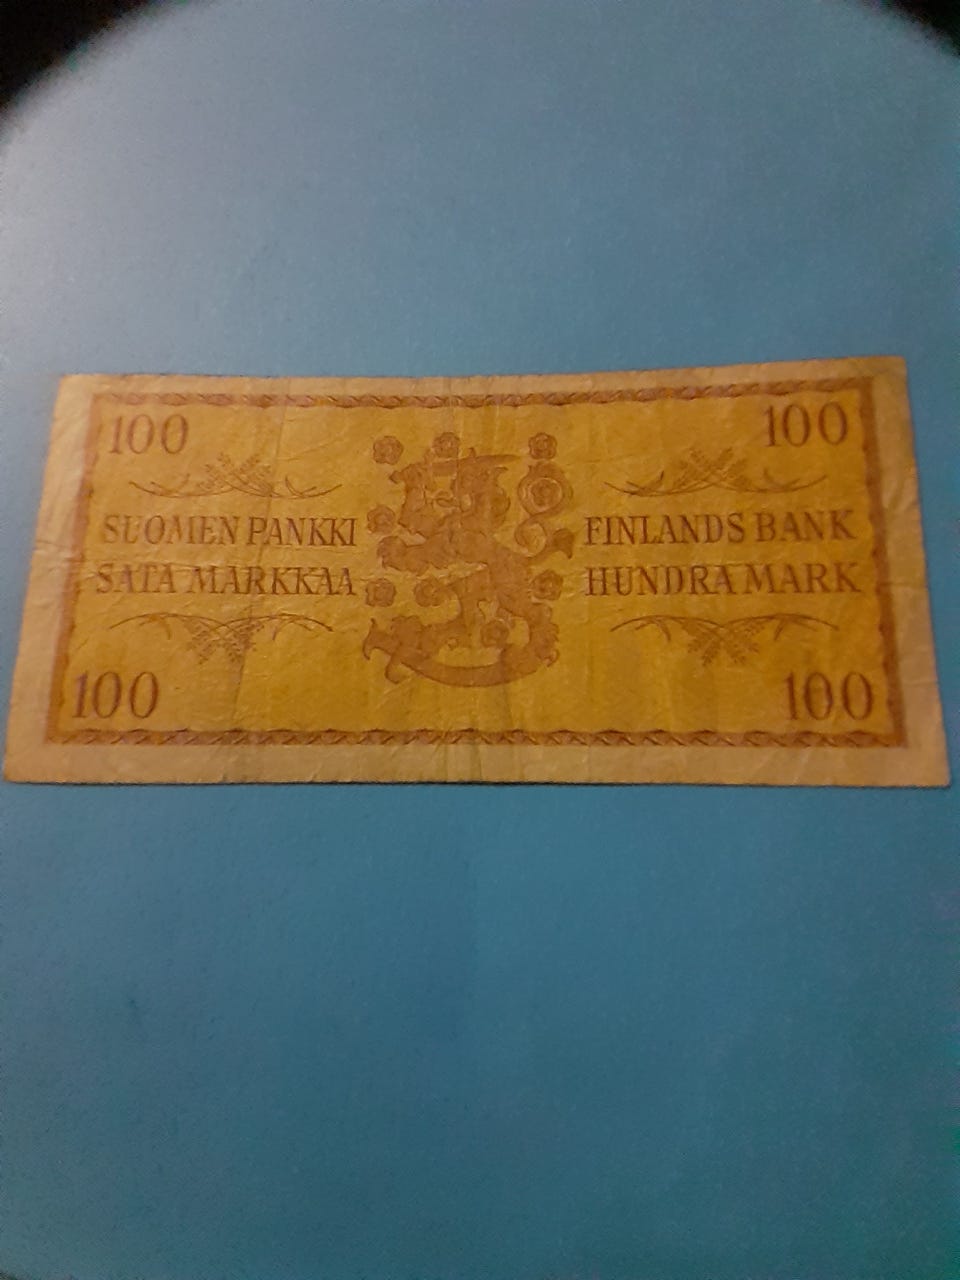 100 100
SUOMEN PANKKI FINLANDS BANK
SATA MARKKAA HUNDRA MARK
100 100